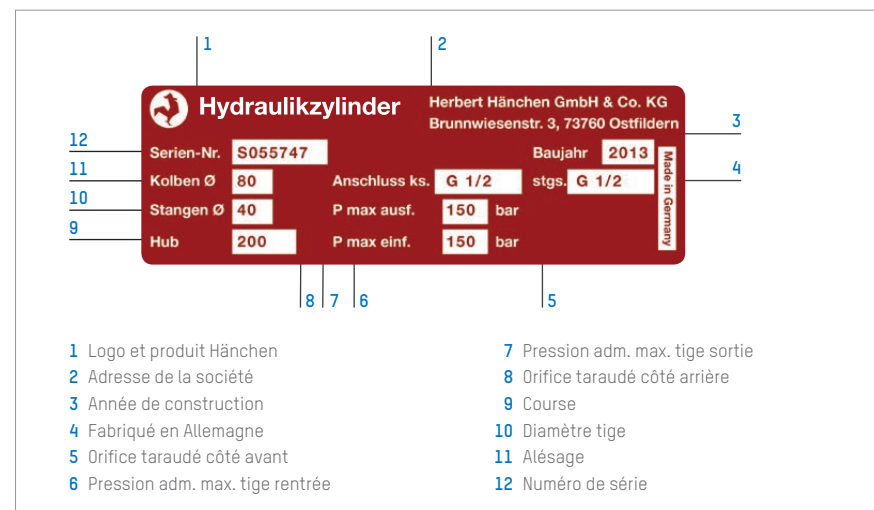 1 2
Hydraulikzylinder Herbert Hänchen GmbH & Co. KG
Brunnwiesenstr. 3, 73760 Ostfildern
3
12 Serien-Nr. S055747 Baujahr 2013
11 Kolben Ø 80 Anschluss ks. G 1/2 stgs. G 1/2 4
10 Stangen Ø 40 P max ausf. 150 bar
9 Hub 200 P max einf. 150 bar
Made in Germany
8 7 6 5
1 Logo et produit Hänchen
2 Adresse de la société
3 Année de construction
4 Fabriqué en Allemagne
5 Orifice taraudé côté avant
6 Pression adm. max. tige rentrée
7 Pression adm. max. tige sortie
8 Orifice taraudé côté arrière
9 Course
10 Diamètre tige
11 Alésage
12 Numéro de série